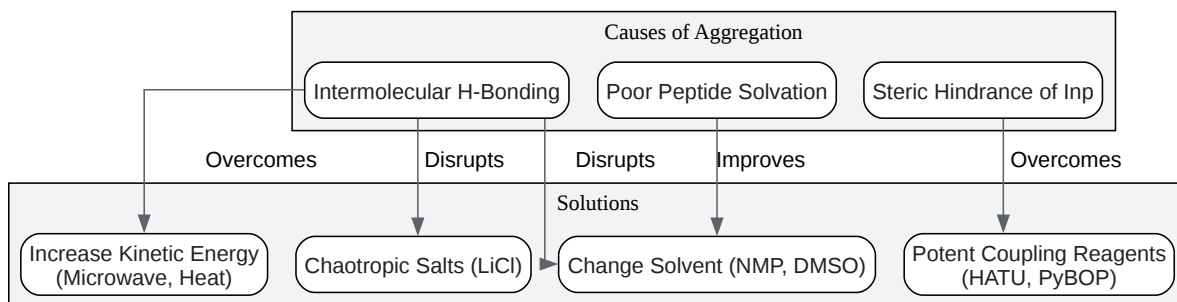 Causes of Aggregation
Intermolecular H-Bonding
Poor Peptide Solvation
Steric Hindrance of Inp
Overcomes
Disrupts
Disrupts
Improves
Overcomes
Solutions
Increase Kinetic Energy
(Microwave, Heat)
Chaotropic Salts (LiCl)
Change Solvent (NMP, DMSO)
Potent Coupling Reagents
(HATU, PyBOP)